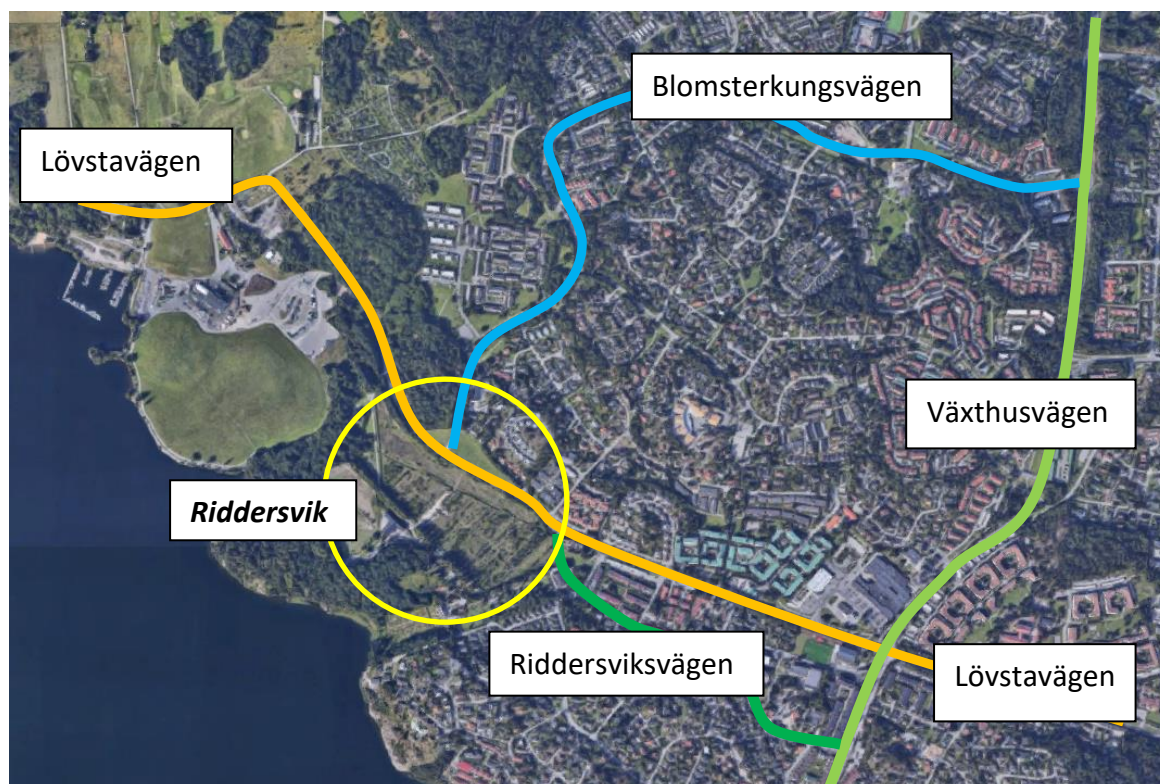 Blomsterkungsvägen
Lövstavägen
Växthusvägen
Riddersvik
Riddersviksvägen
Lövstavägen